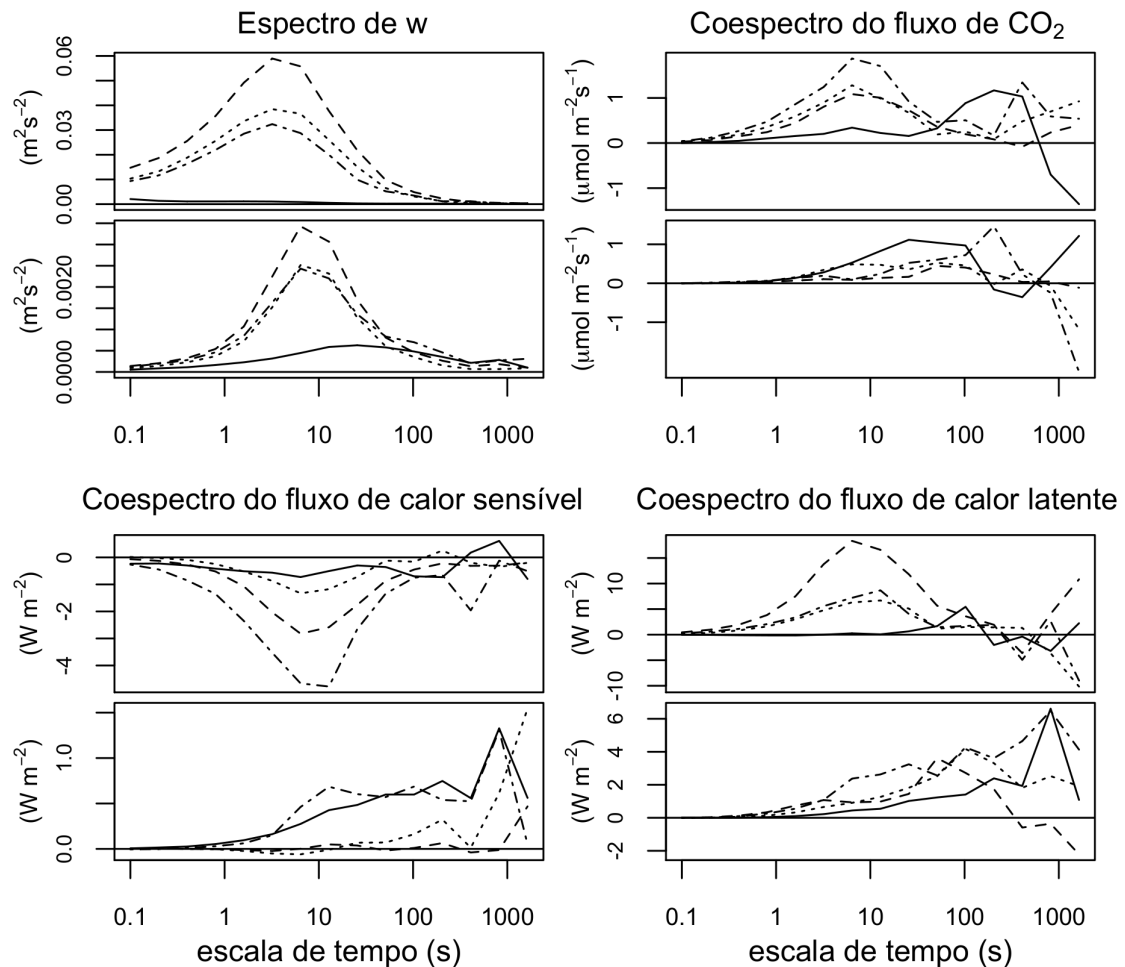 Espectro de w
(m²s⁻²)
0.00 0.03 0.06
(m²s⁻²)
0.0000 0.0020
0.1 1 10 100 1000
Coespectro do fluxo de CO₂
(μmol m⁻²s⁻¹)
-1 0 1
(μmol m⁻²s⁻¹)
-1 0 1
0.1 1 10 100 1000
Coespectro do fluxo de calor sensível
(W m⁻²)
-4 -2 0
(W m⁻²)
0.0 1.0
0.1 1 10 100 1000
escala de tempo (s)
Coespectro do fluxo de calor latente
(W m⁻²)
-10 0 10
(W m⁻²)
-2 0 2 4 6
0.1 1 10 100 1000
escala de tempo (s)